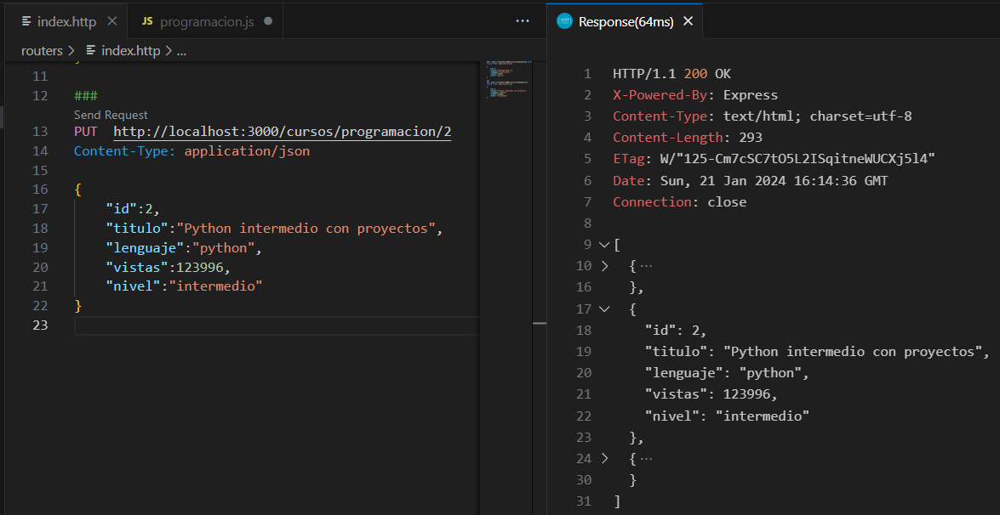 index.http
JS programacion.js
routers > index.http > ...
11
12 ###
Send Request
13 PUT http://localhost:3000/cursos/programacion/2
14 Content-Type: application/json
15
16 {
17 "id":2,
18 "titulo":"Python intermedio con proyectos",
19 "lenguaje":"python",
20 "vistas":123996,
21 "nivel":"intermedio"
22 }
23
Response(64ms)
1 HTTP/1.1 200 OK
2 X-Powered-By: Express
3 Content-Type: text/html; charset=utf-8
4 Content-Length: 293
5 ETag: W/"125-Cm7cSC7tO5L2ISqitneWUCXj5l4"
6 Date: Sun, 21 Jan 2024 16:14:36 GMT
7 Connection: close
8
9 [
10 { ...
16 },
17 {
18 "id": 2,
19 "titulo": "Python intermedio con proyectos",
20 "lenguaje": "python",
21 "vistas": 123996,
22 "nivel": "intermedio"
23 },
24 { ...
30 }
31 ]